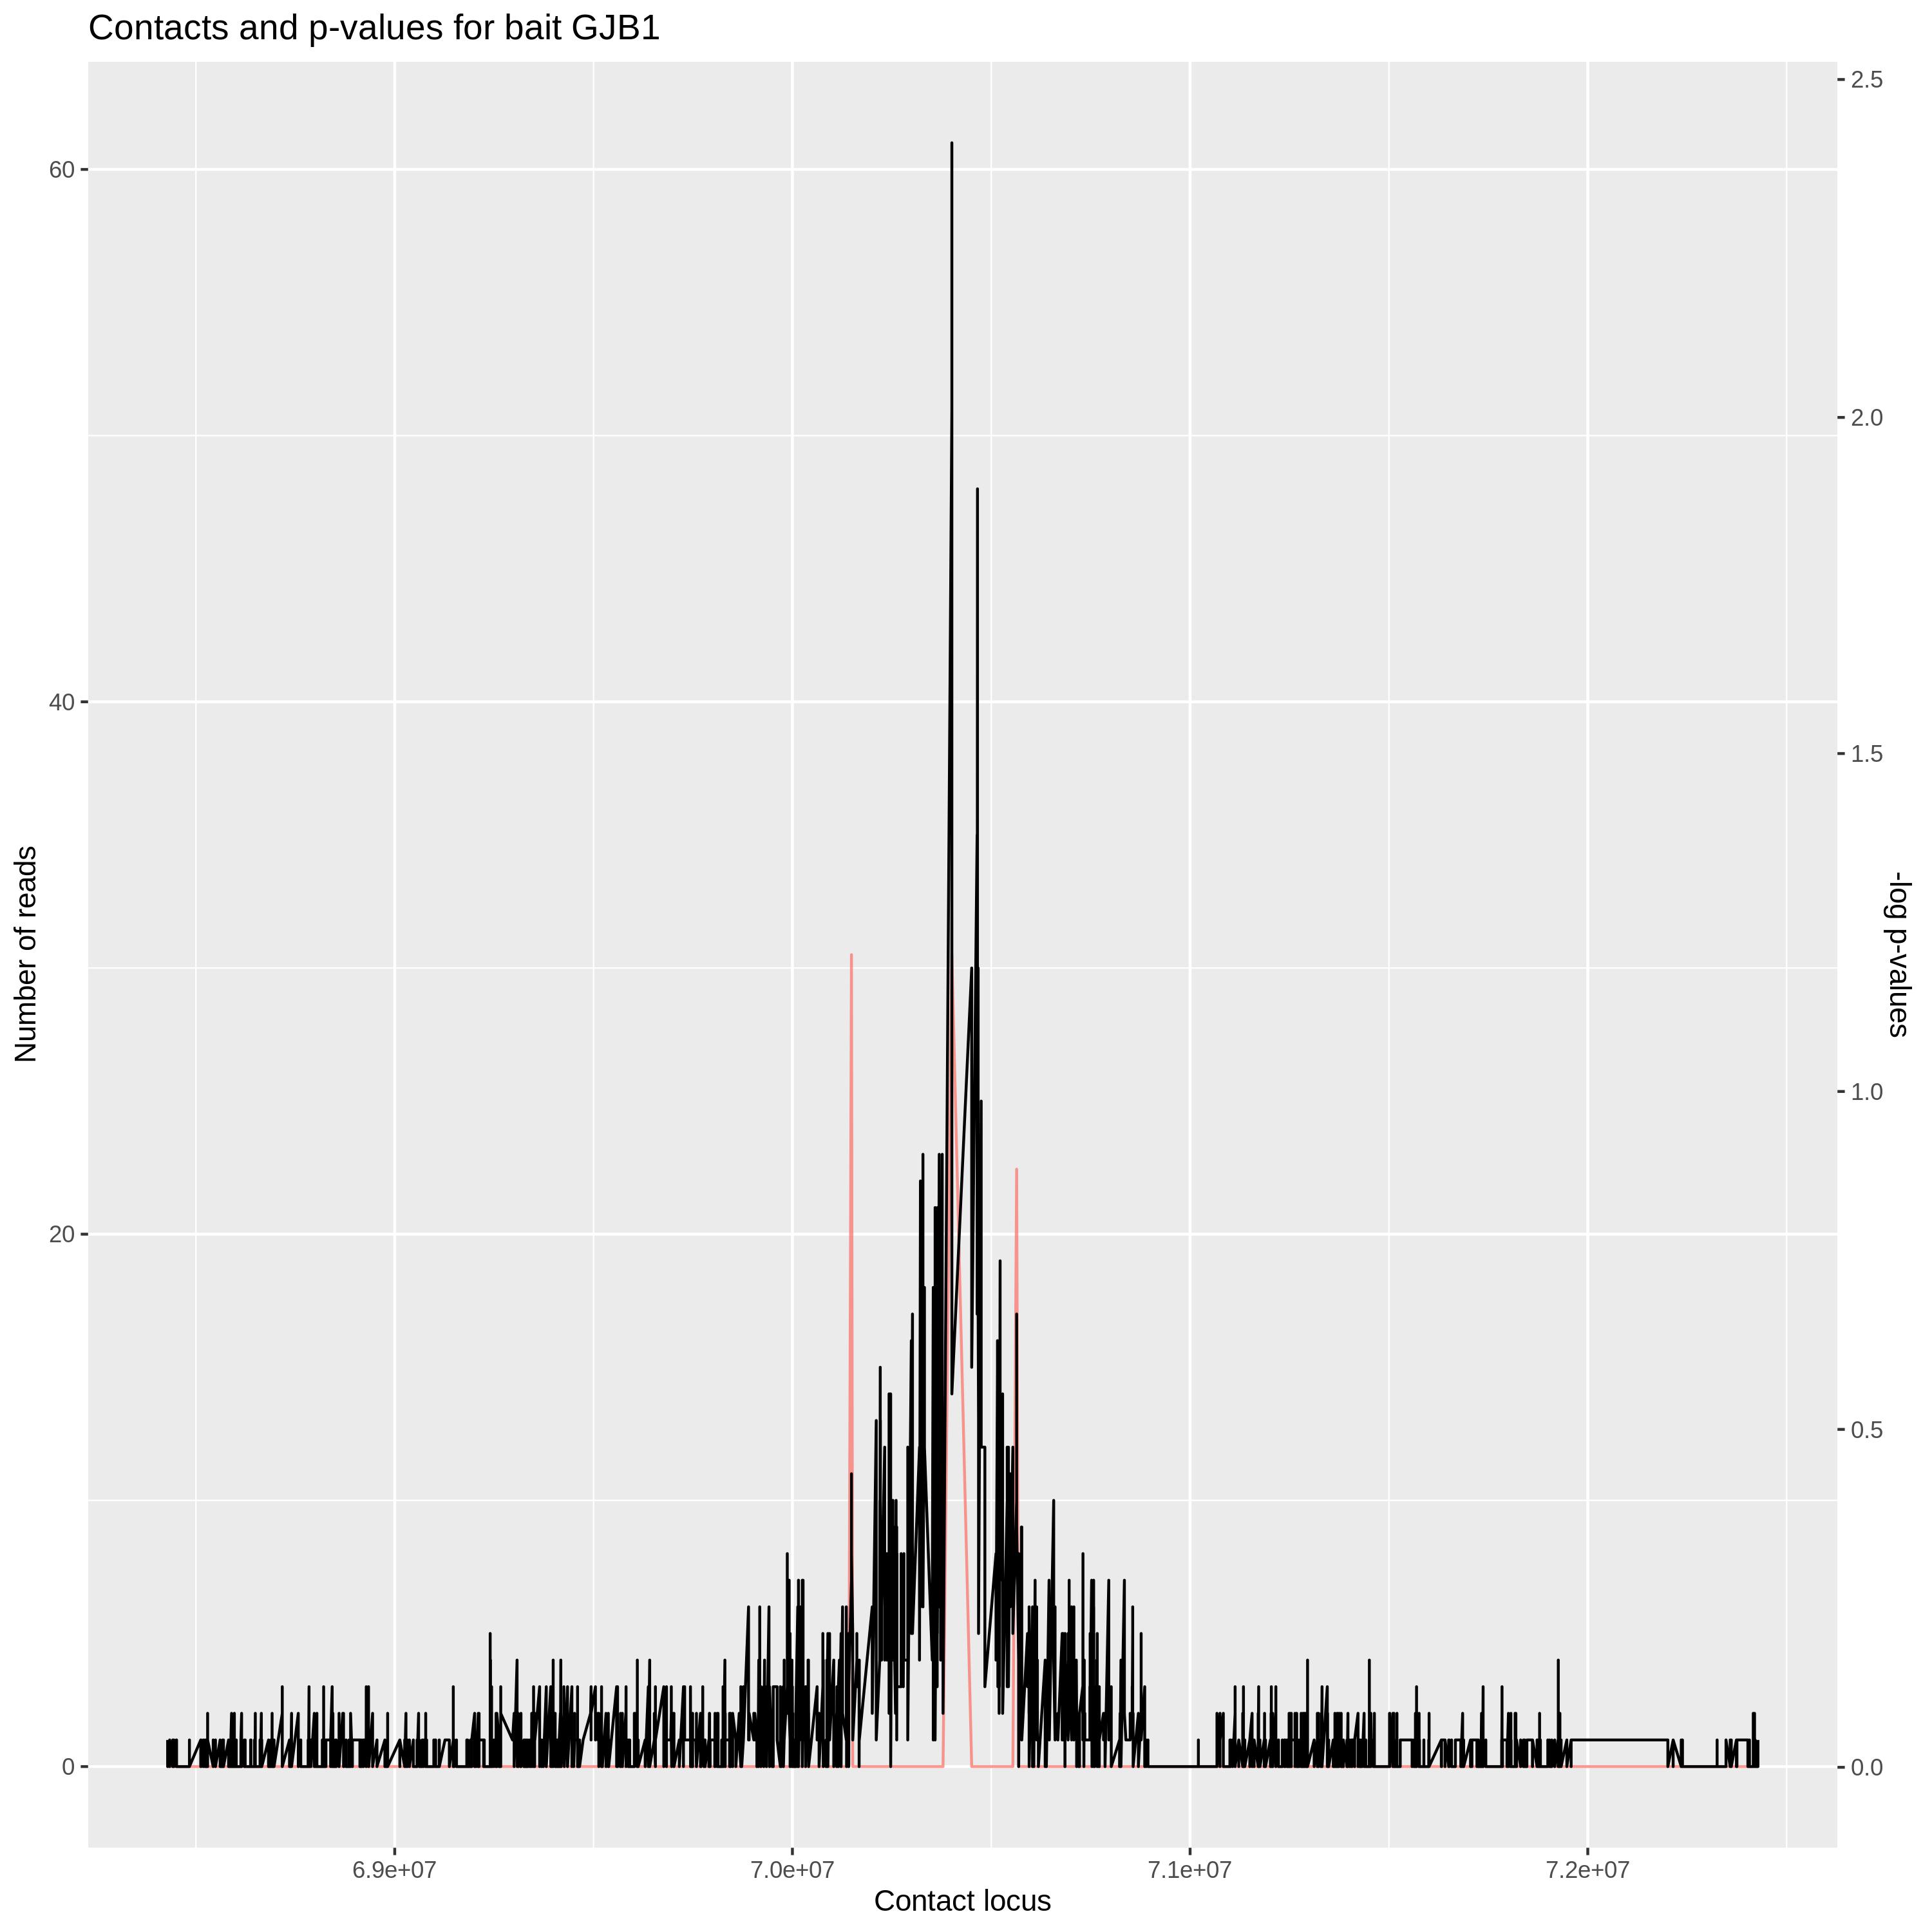 Contacts and p-values for bait GJB1
60
40
20
0
Number of reads
2.5
2.0
1.5
1.0
0.5
0.0
-log p-values
6.9e+07
7.0e+07
7.1e+07
7.2e+07
Contact locus